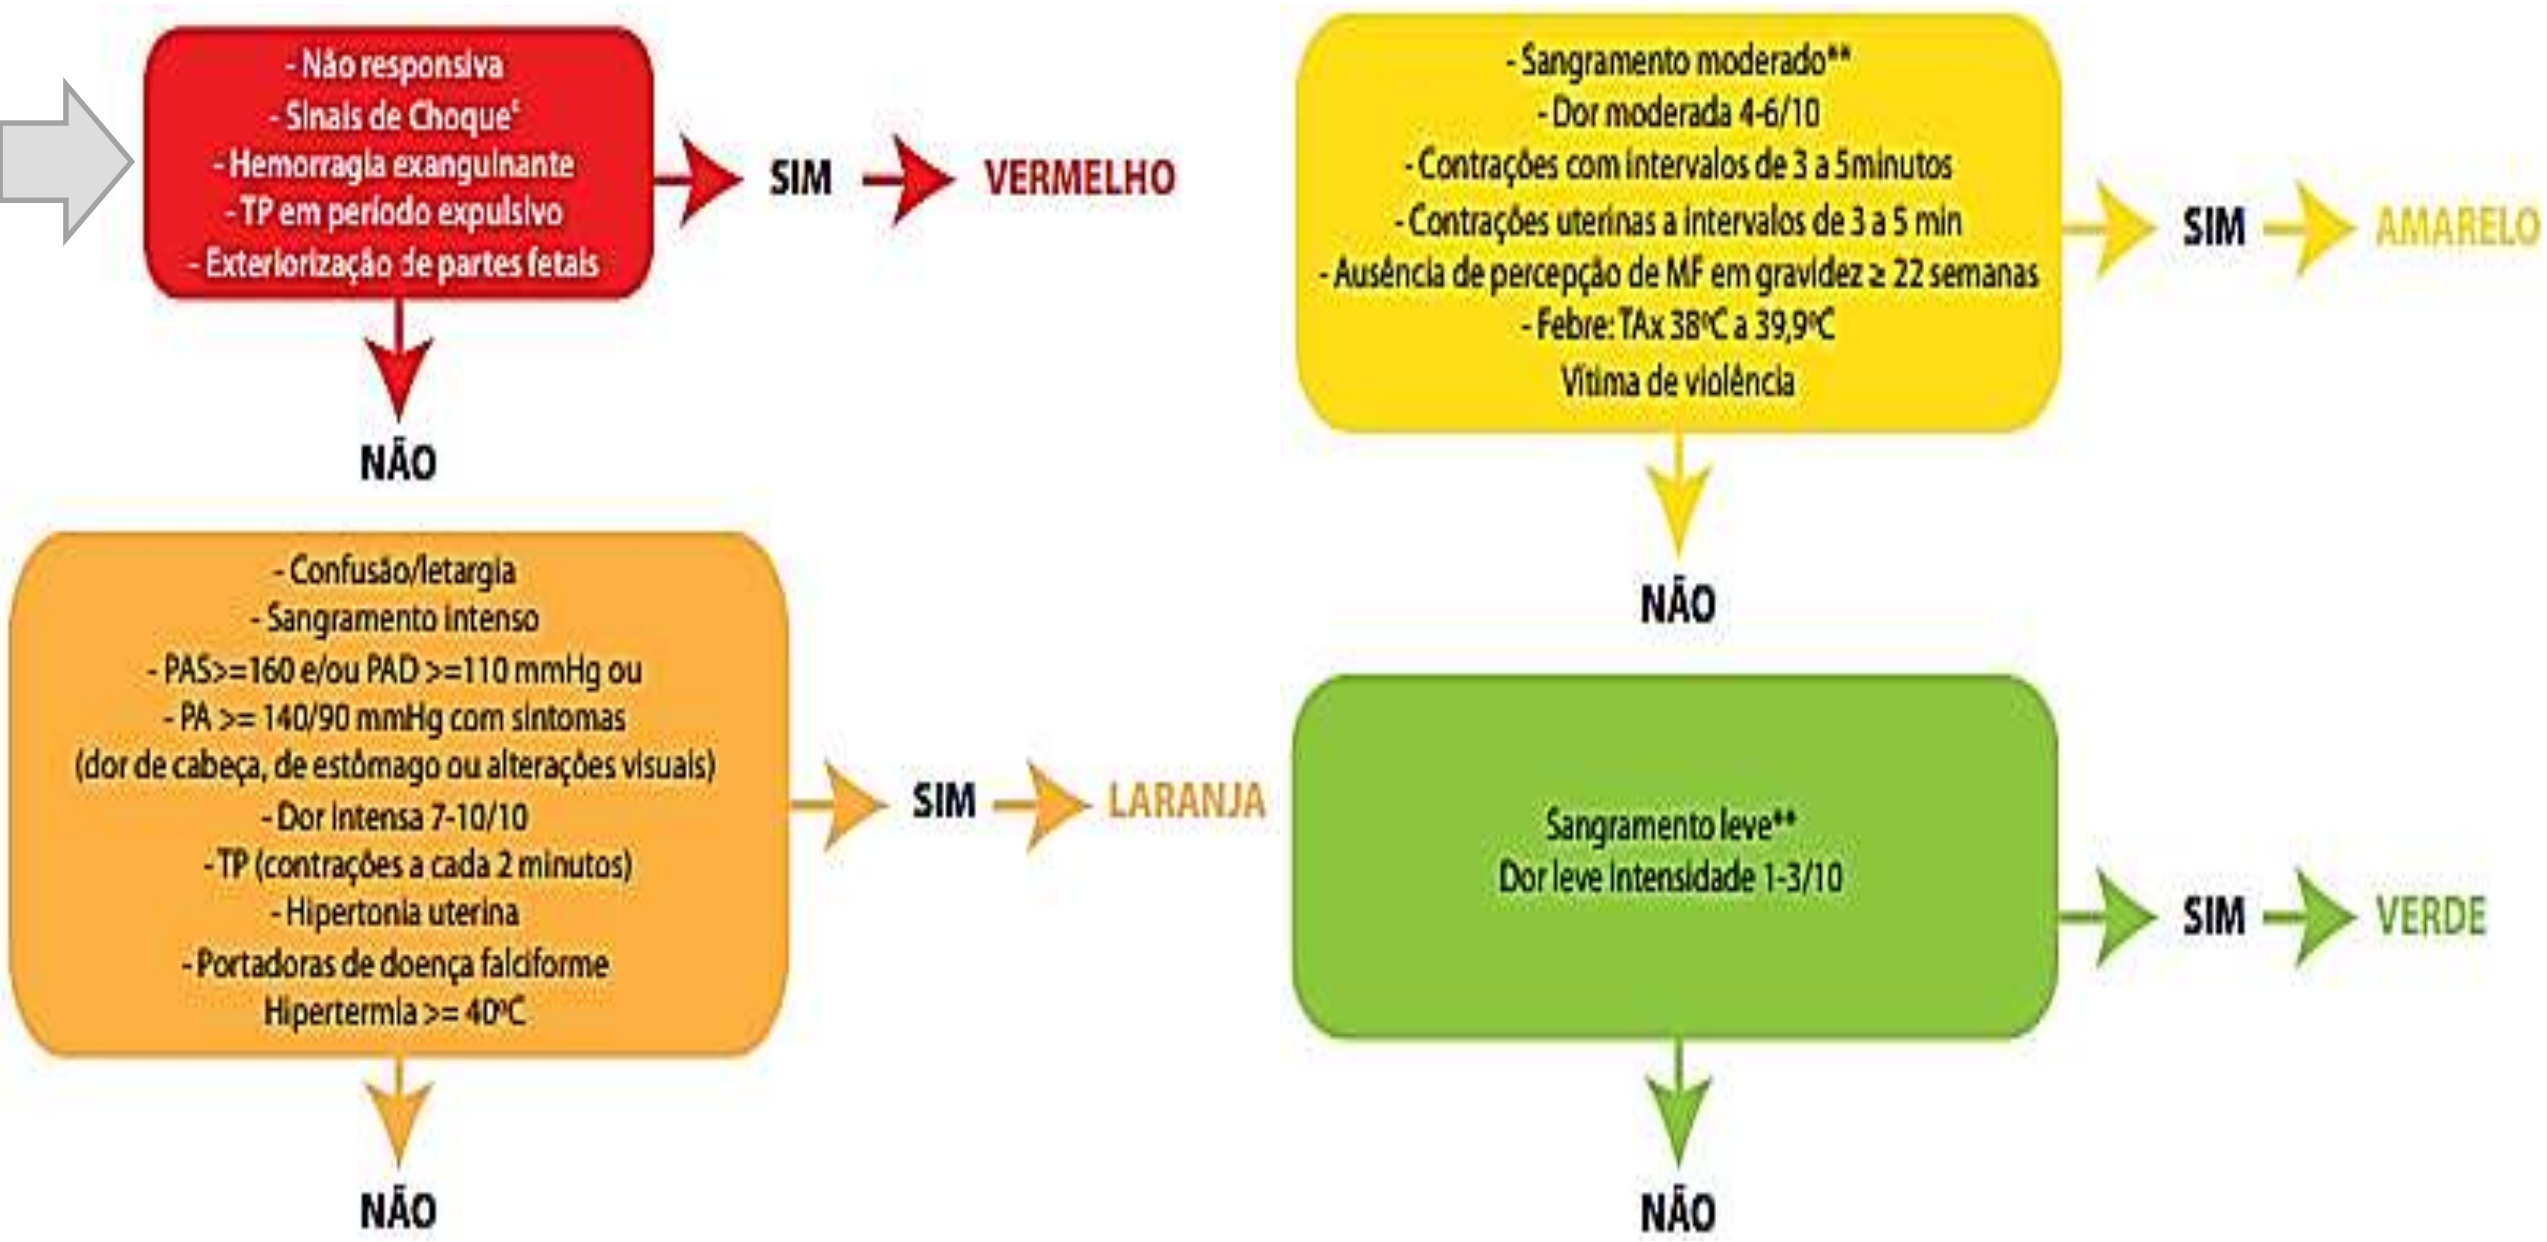 - Não responsiva
- Sinais de Choque
- Hemorragia exanguinante
- TP em período expulsivo
- Exteriorização de partes fetais
SIM
VERMELHO
NÃO
- Confusão/letargia
- Sangramento intenso
- PAS>=160 e/ou PAD >=110 mmHg ou
- PA >= 140/90 mmHg com sintomas
(dor de cabeça, de estômago ou alterações visuais)
- Dor intensa 7-10/10
- TP (contrações a cada 2 minutos)
- Hipertonia uterina
- Portadoras de doença falciforme
Hipertermia >= 40ºC
SIM
LARANJA
NÃO
- Sangramento moderado**
- Dor moderada 4-6/10
- Contrações com intervalos de 3 a 5minutos
- Contrações uterinas a intervalos de 3 a 5 min
- Ausência de percepção de MF em gravidez ≥ 22 semanas
- Febre: TAx 38ºC a 39,9ºC
Vítima de violência
SIM
AMARELO
NÃO
Sangramento leve**
Dor leve intensidade 1-3/10
SIM
VERDE
NÃO